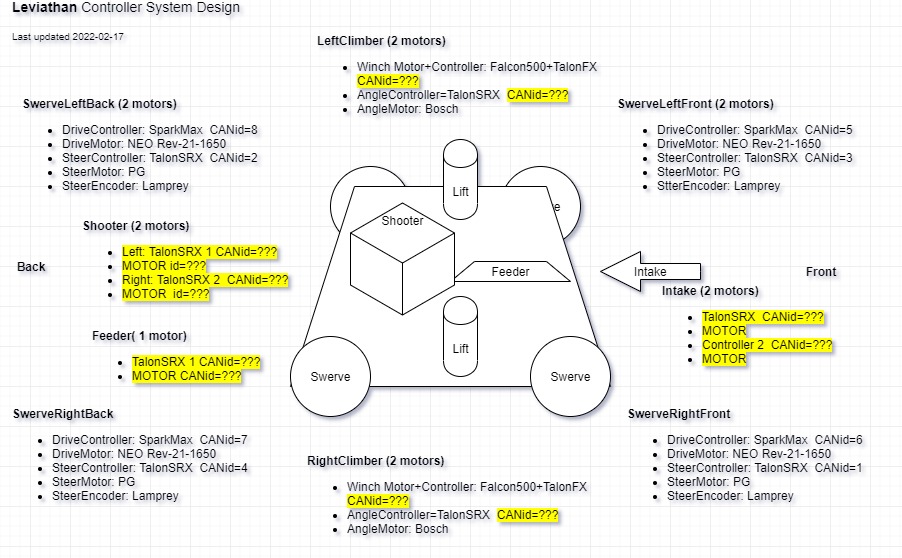 Leviathan Controller System Design
Last updated 2022-02-17
LeftClimber (2 motors)
Winch Motor+Controller: Falcon500+TalonFX
CANid=???
AngleController=TalonSRX CANid=???
AngleMotor: Bosch
SwerveLeftBack (2 motors)
DriveController: SparkMax CANid=8
DriveMotor: NEO Rev-21-1650
SteerController: TalonSRX CANid=2
SteerMotor: PG
SteerEncoder: Lamprey
SwerveLeftFront (2 motors)
DriveController: SparkMax CANid=5
DriveMotor: NEO Rev-21-1650
SteerController: TalonSRX CANid=3
SteerMotor: PG
StterEncoder: Lamprey
Shooter (2 motors)
Left: TalonSRX 1 CANid=???
MOTOR id=???
Right: TalonSRX 2 CANid=???
MOTOR id=???
Back
Lift
e
Shooter
Feeder
Intake
Front
Intake (2 motors)
TalonSRX CANid=???
MOTOR
Controller 2 CANid=???
MOTOR
Feeder( 1 motor)
TalonSRX 1 CANid=???
MOTOR CANid=???
Lift
Swerve
Swerve
SwerveRightBack
DriveController: SparkMax CANid=7
DriveMotor: NEO Rev-21-1650
SteerController: TalonSRX CANid=4
SteerMotor: PG
SteerEncoder: Lamprey
RightClimber (2 motors)
Winch Motor+Controller: Falcon500+TalonFX
CANid=???
AngleController=TalonSRX CANid=???
AngleMotor: Bosch
SwerveRightFront
DriveController: SparkMax CANid=6
DriveMotor: NEO Rev-21-1650
SteerController: TalonSRX CANid=1
SteerMotor: PG
SteerEncoder: Lamprey